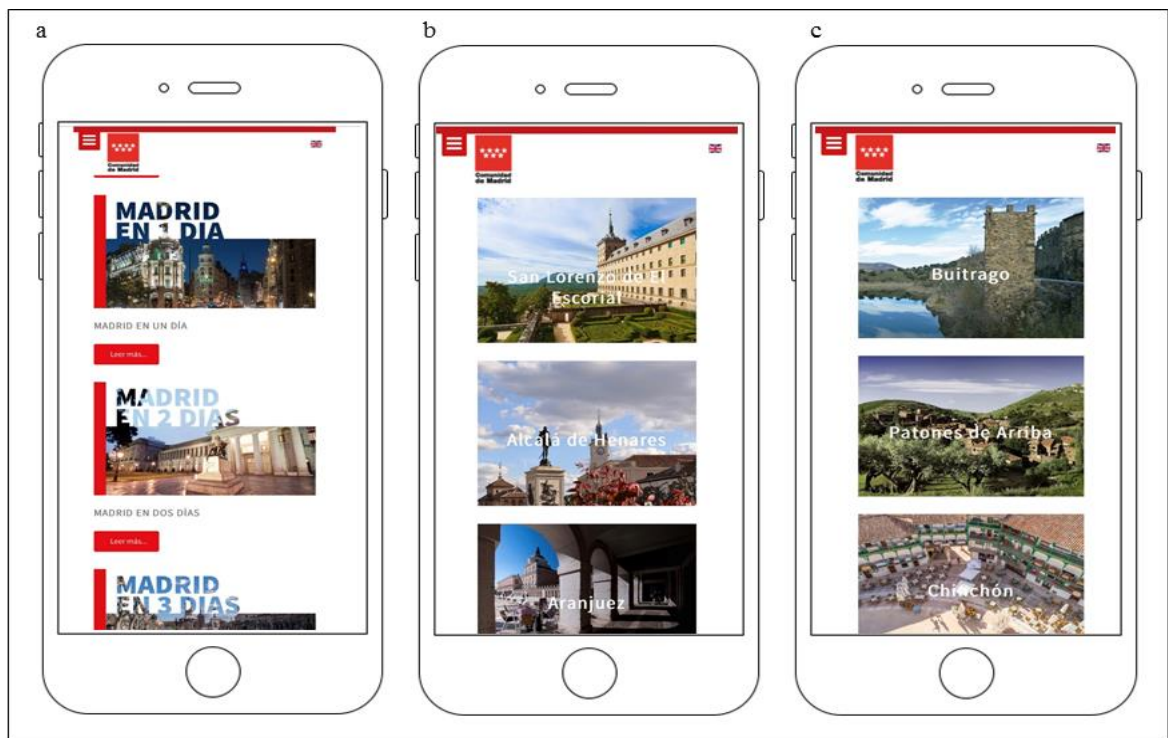 a
Comunidad
de Madrid
MADRID
EN 1 DIA
MADRID EN UN DÍA
Leer más...
MADRID
EN 2 DIAS
MADRID EN DOS DÍAS
Leer más...
MADRID
EN 3 DIAS
b
Comunidad
de Madrid
San Lorenzo de El
Escorial
Alcalá de Henares
Aranjuez
c
Comunidad
de Madrid
Buitrago
Patones de Arriba
Chinchón